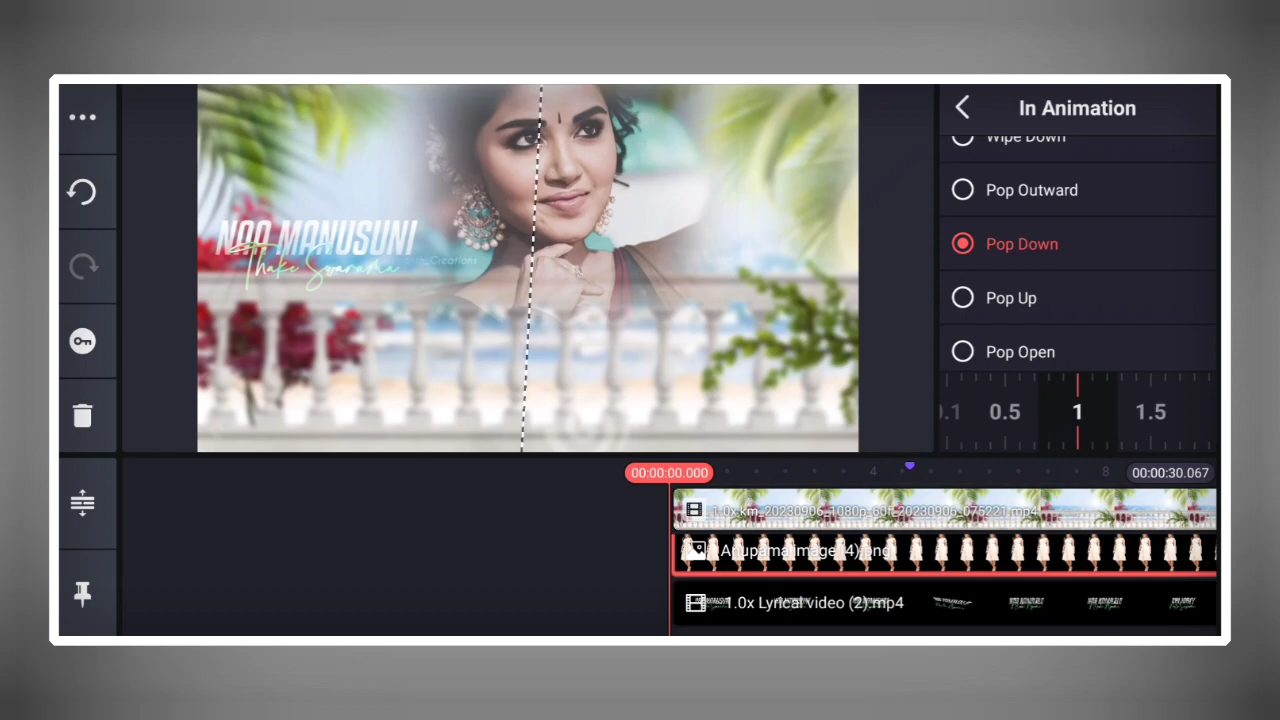 In Animation
Wipe Down
Pop Outward
Pop Down
Pop Up
Pop Open
0.5 1 1.5
NAA MANUSUNI
Thake Swarama
Creations
00:00:00.000 4 8 00:00:30.067
1.0x km_20230906_1080p_60f_20230906_075221.mp4
Anupama image (4).png
1.0x Lyrical video (2).mp4